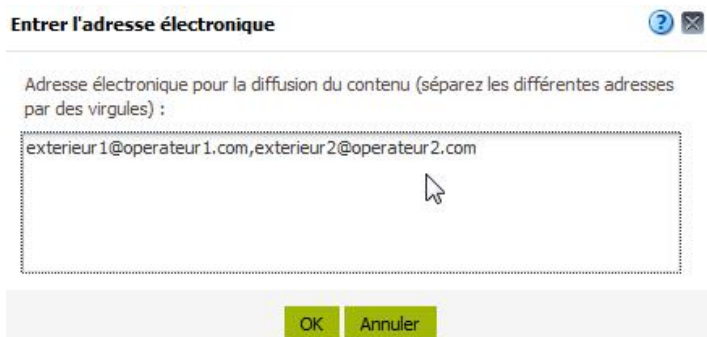 Entrer l'adresse électronique
Adresse électronique pour la diffusion du contenu (séparez les différentes adresses
par des virgules) :
exterieur1@operateur1.com,exterieur2@operateur2.com
OK Annuler